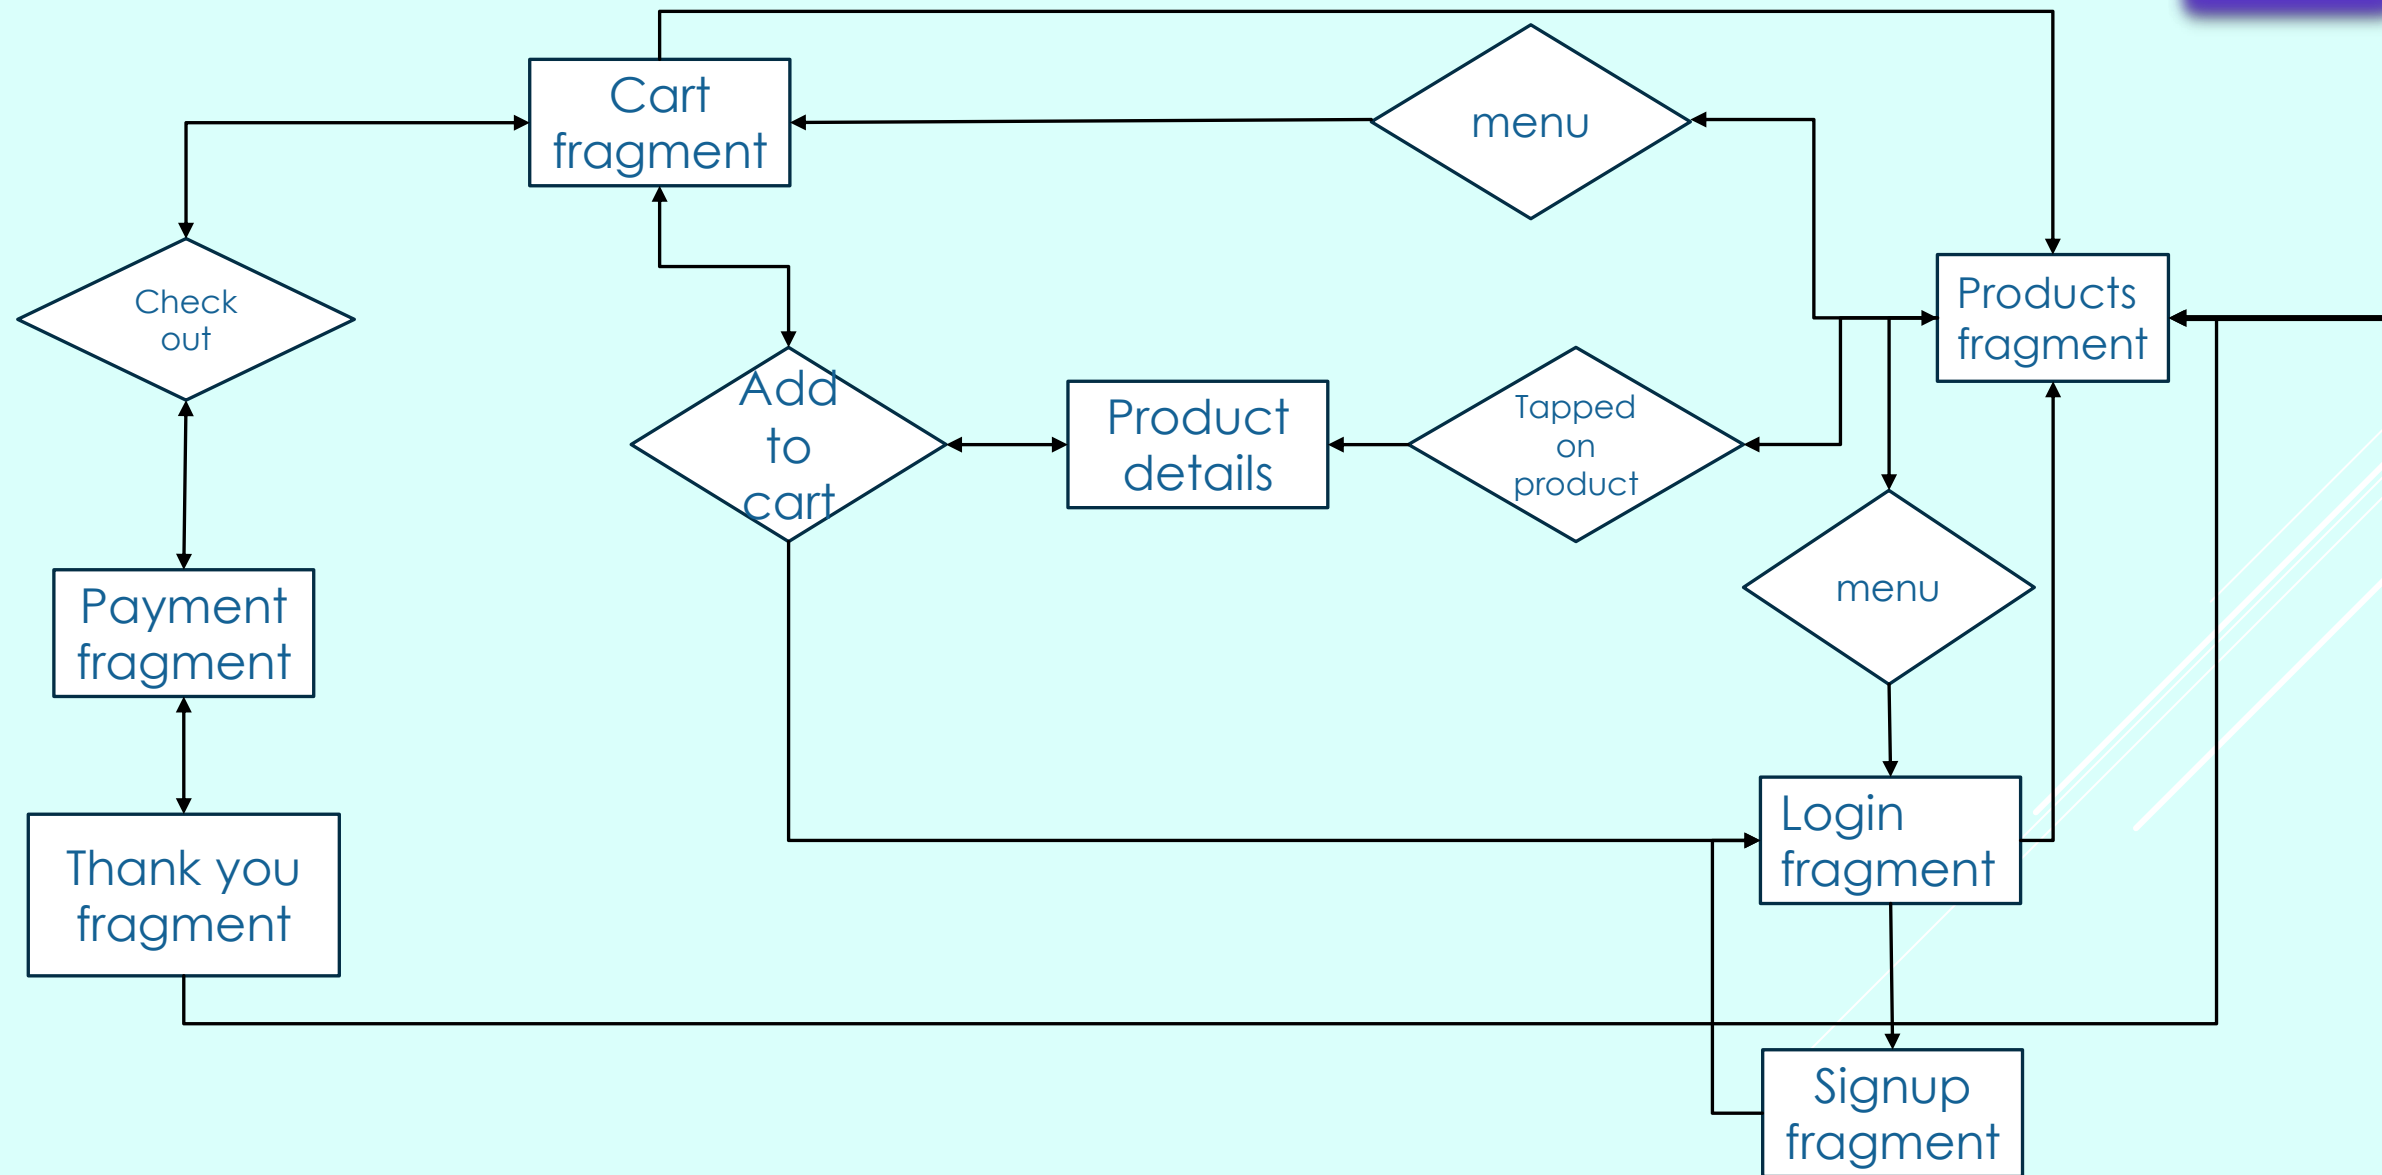 Cart
fragment
menu
Products
fragment
Check
out
Add
to
cart
Product
details
Tapped
on
product
menu
Payment
fragment
Login
fragment
Thank you
fragment
Signup
fragment